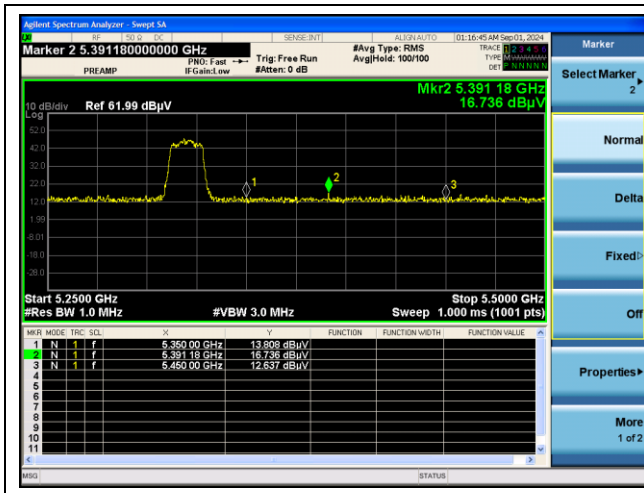 Agilent Spectrum Analyzer - Swept SA
RF 50 Ω DC SENSE:INT ALIGN AUTO 01:16:45 AM Sep 01, 2024
Marker 2 5.391180000000 GHz
PREAMP
PNO: Fast
IFGain:Low
Trig: Free Run
#Atten: 0 dB
#Avg Type: RMS
Avg|Hold: 100/100
TRACE 1 2 3 4 5 6
TYPE M
DET P N N N N N
Mkr2 5.391 18 GHz
16.736 dBµV
10 dB/div Ref 61.99 dBµV
Log
52.0
42.0
32.0
22.0
12.0
1.99
-8.01
-18.0
-28.0
1
2
3
Start 5.2500 GHz Stop 5.5000 GHz
#Res BW 1.0 MHz #VBW 3.0 MHz Sweep 1.000 ms (1001 pts)
MKR MODE TRC SCL X Y FUNCTION FUNCTION WIDTH FUNCTION VALUE
1 N 1 f 5.350 00 GHz 13.808 dBµV
2 N 1 f 5.391 18 GHz 16.736 dBµV
3 N 1 f 5.450 00 GHz 12.637 dBµV
4
5
6
7
8
9
10
11
MSG STATUS
Marker
Select Marker
2
Normal
Delta
Fixed
Off
Properties
More
1 of 2